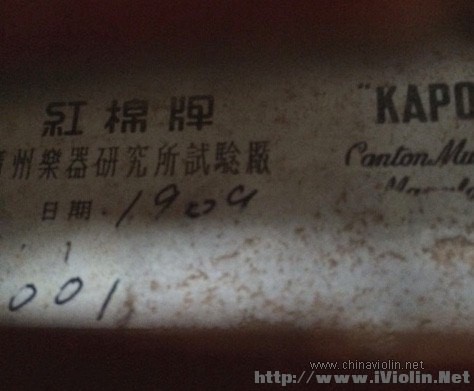 紅棉牌
州樂器研究所試驗廠
日期 1909
001
"KAPO
Canton Mu
www.chinaviolin.net
http://www.iViolin.Net